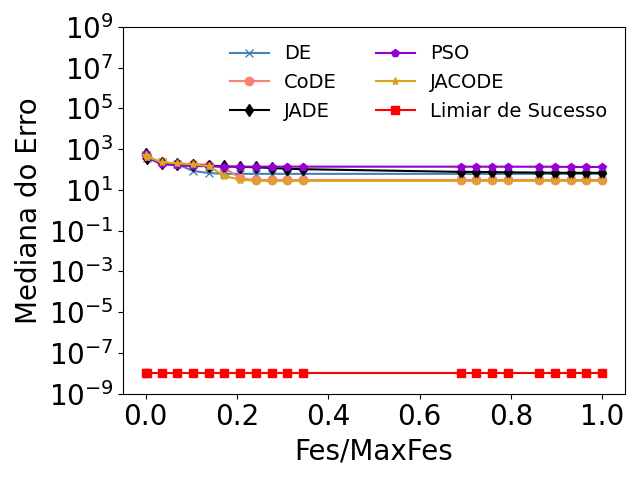 10^9
10^7
10^5
10^3
10^1
10^−1
10^−3
10^−5
10^−7
10^−9
Mediana do Erro
DE
CoDE
JADE
PSO
JACODE
Limiar de Sucesso
0.0 0.2 0.4 0.6 0.8 1.0
Fes/MaxFes